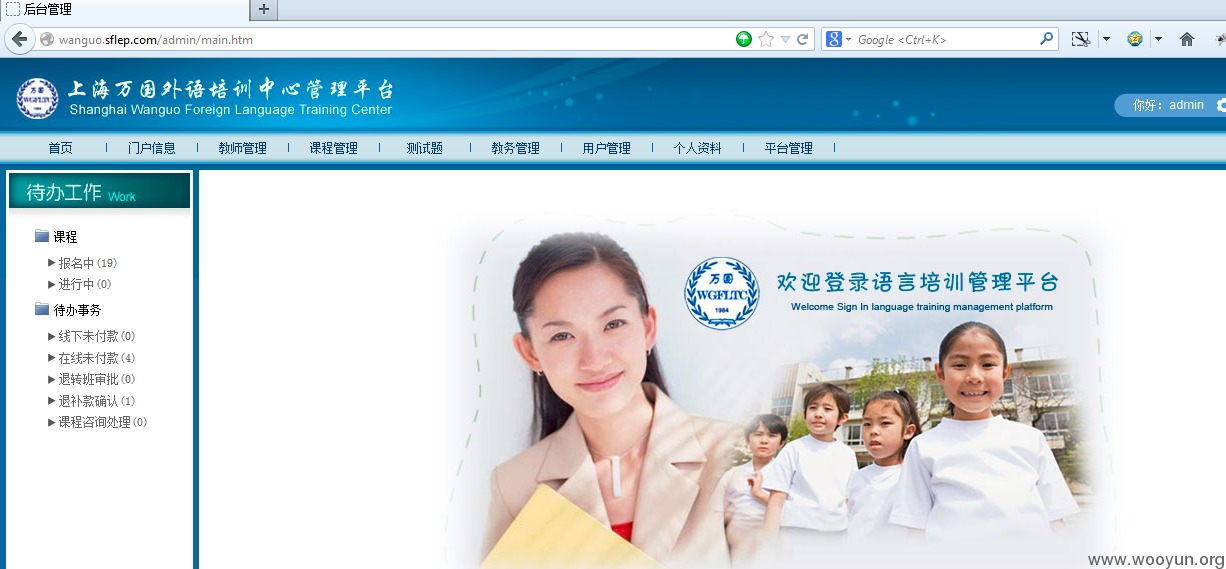 后台管理
wanguo.sflep.com/admin/main.htm
Google <Ctrl+K>
上海万国外语培训中心管理平台
Shanghai Wanguo Foreign Language Training Center
你好：admin
首页 门户信息 教师管理 课程管理 测试题 教务管理 用户管理 个人资料 平台管理
待办工作 Work
课程
报名中(19)
进行中(0)
待办事务
线下未付款(0)
在线未付款(4)
退转班审批(0)
退补款确认(1)
课程咨询处理(0)
万国
WGFLTC
1984
欢迎登录语言培训管理平台
Welcome Sign In language training management platform
www.wooyun.org